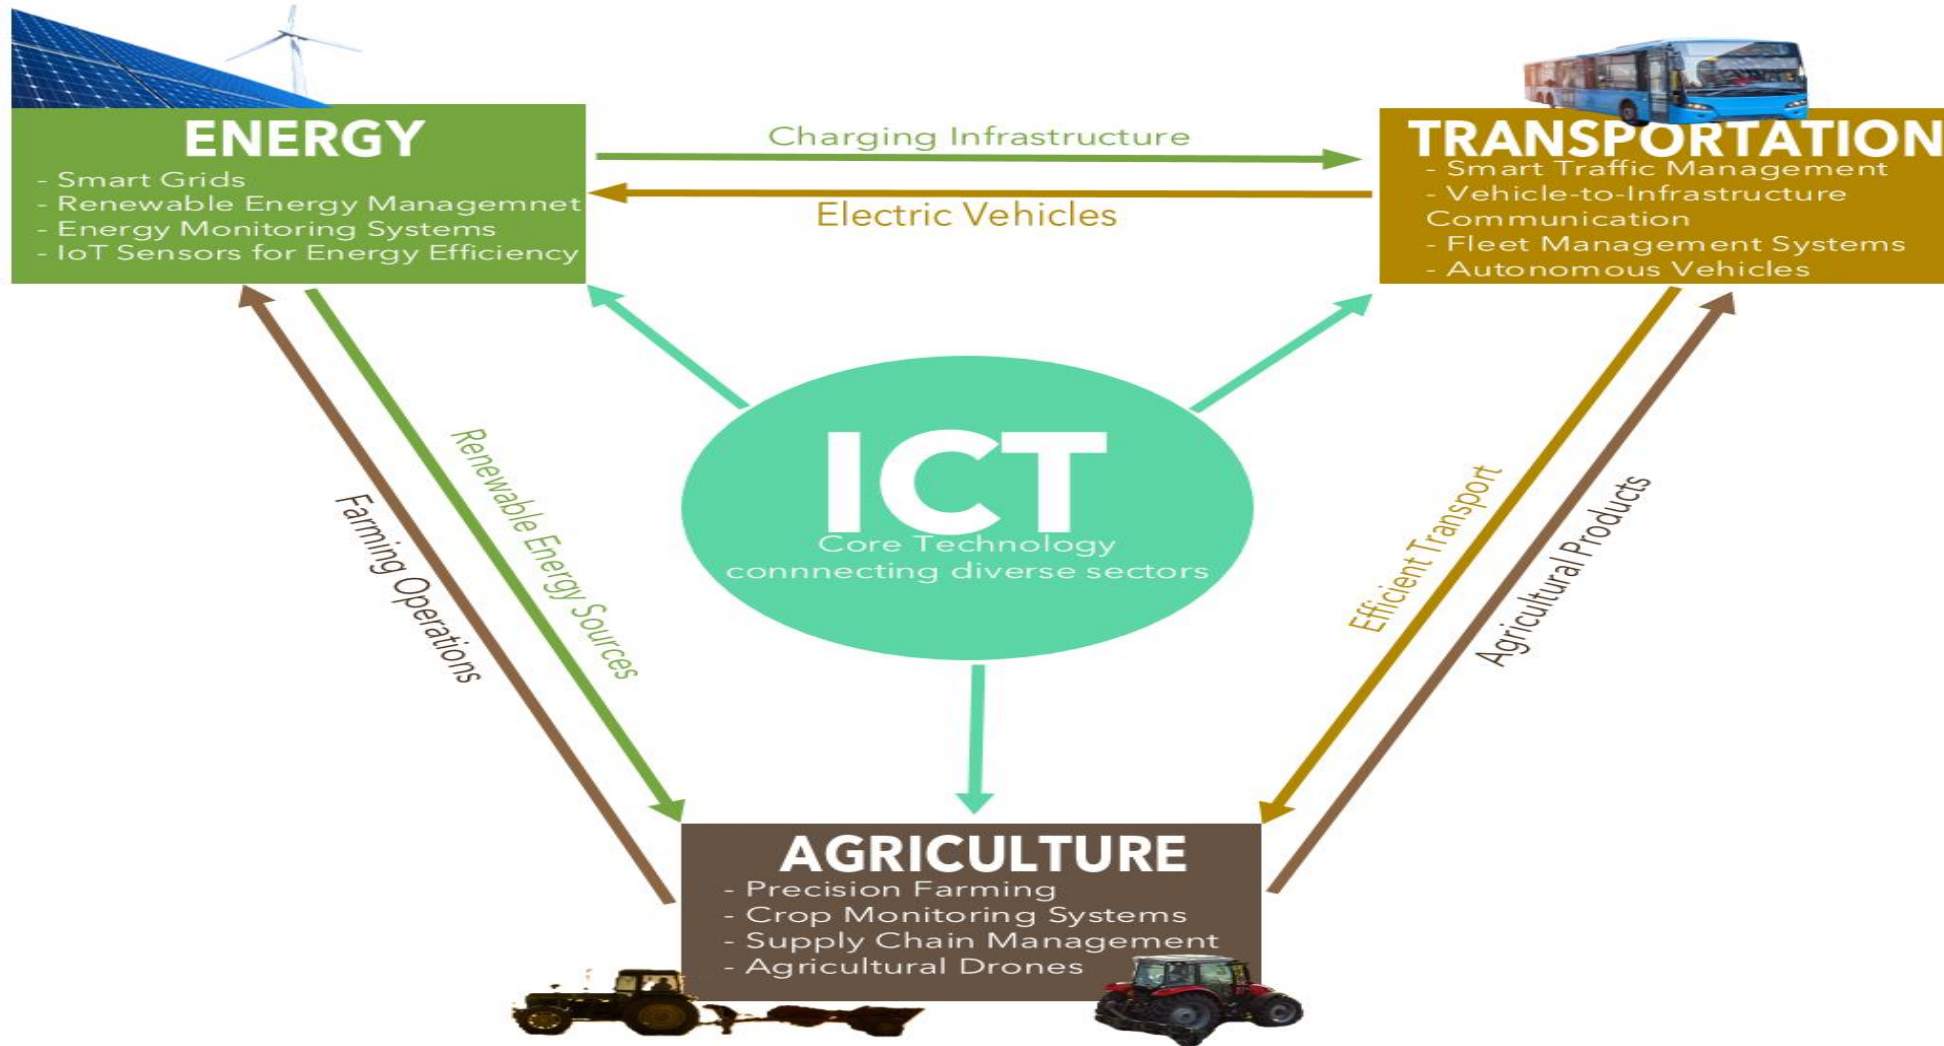 ENERGY
- Smart Grids
- Renewable Energy Managemnet
- Energy Monitoring Systems
- IoT Sensors for Energy Efficiency
Charging Infrastructure
Electric Vehicles
TRANSPORTATION
- Smart Traffic Management
- Vehicle-to-Infrastructure
Communication
- Fleet Management Systems
- Autonomous Vehicles
ICT
Core Technology
connnecting diverse sectors
Farming Operations
Renewable Energy Sources
Efficient Transport
Agricultural Products
AGRICULTURE
- Precision Farming
- Crop Monitoring Systems
- Supply Chain Management
- Agricultural Drones